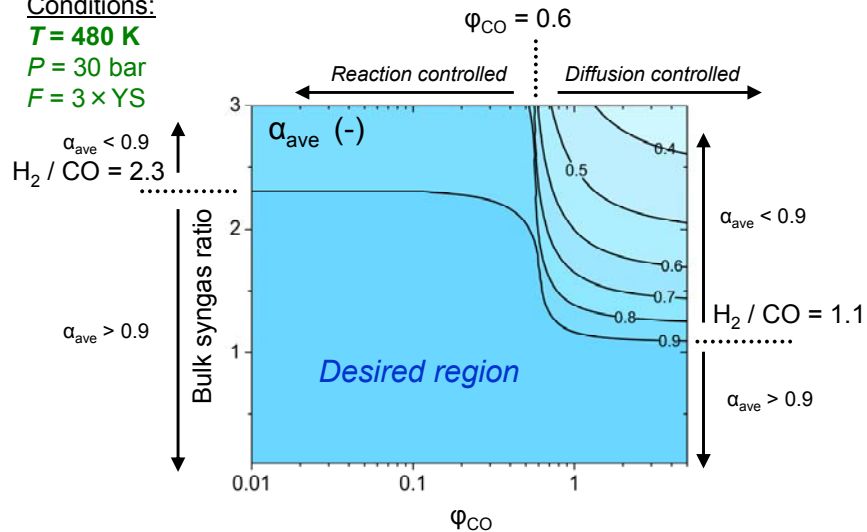 Conditions:
T = 480 K
P = 30 bar
F = 3 × YS
φCO = 0.6
Reaction controlled
Diffusion controlled
αave (-)
αave < 0.9
H2 / CO = 2.3
αave > 0.9
Bulk syngas ratio
3
2
1
0.4
0.5
0.6
0.7
0.8
0.9
αave < 0.9
H2 / CO = 1.1
αave > 0.9
Desired region
0.01
0.1
1
φCO